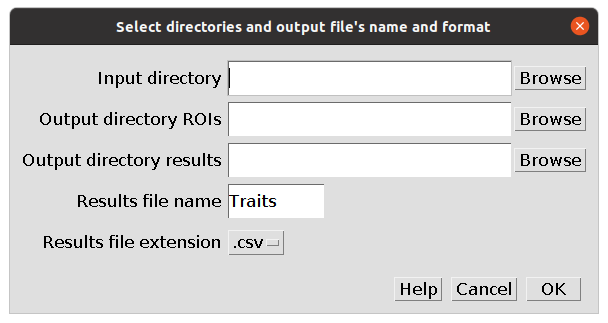 Select directories and output file's name and format
Input directory Browse
Output directory ROIs Browse
Output directory results Browse
Results file name Traits
Results file extension .csv
Help Cancel OK